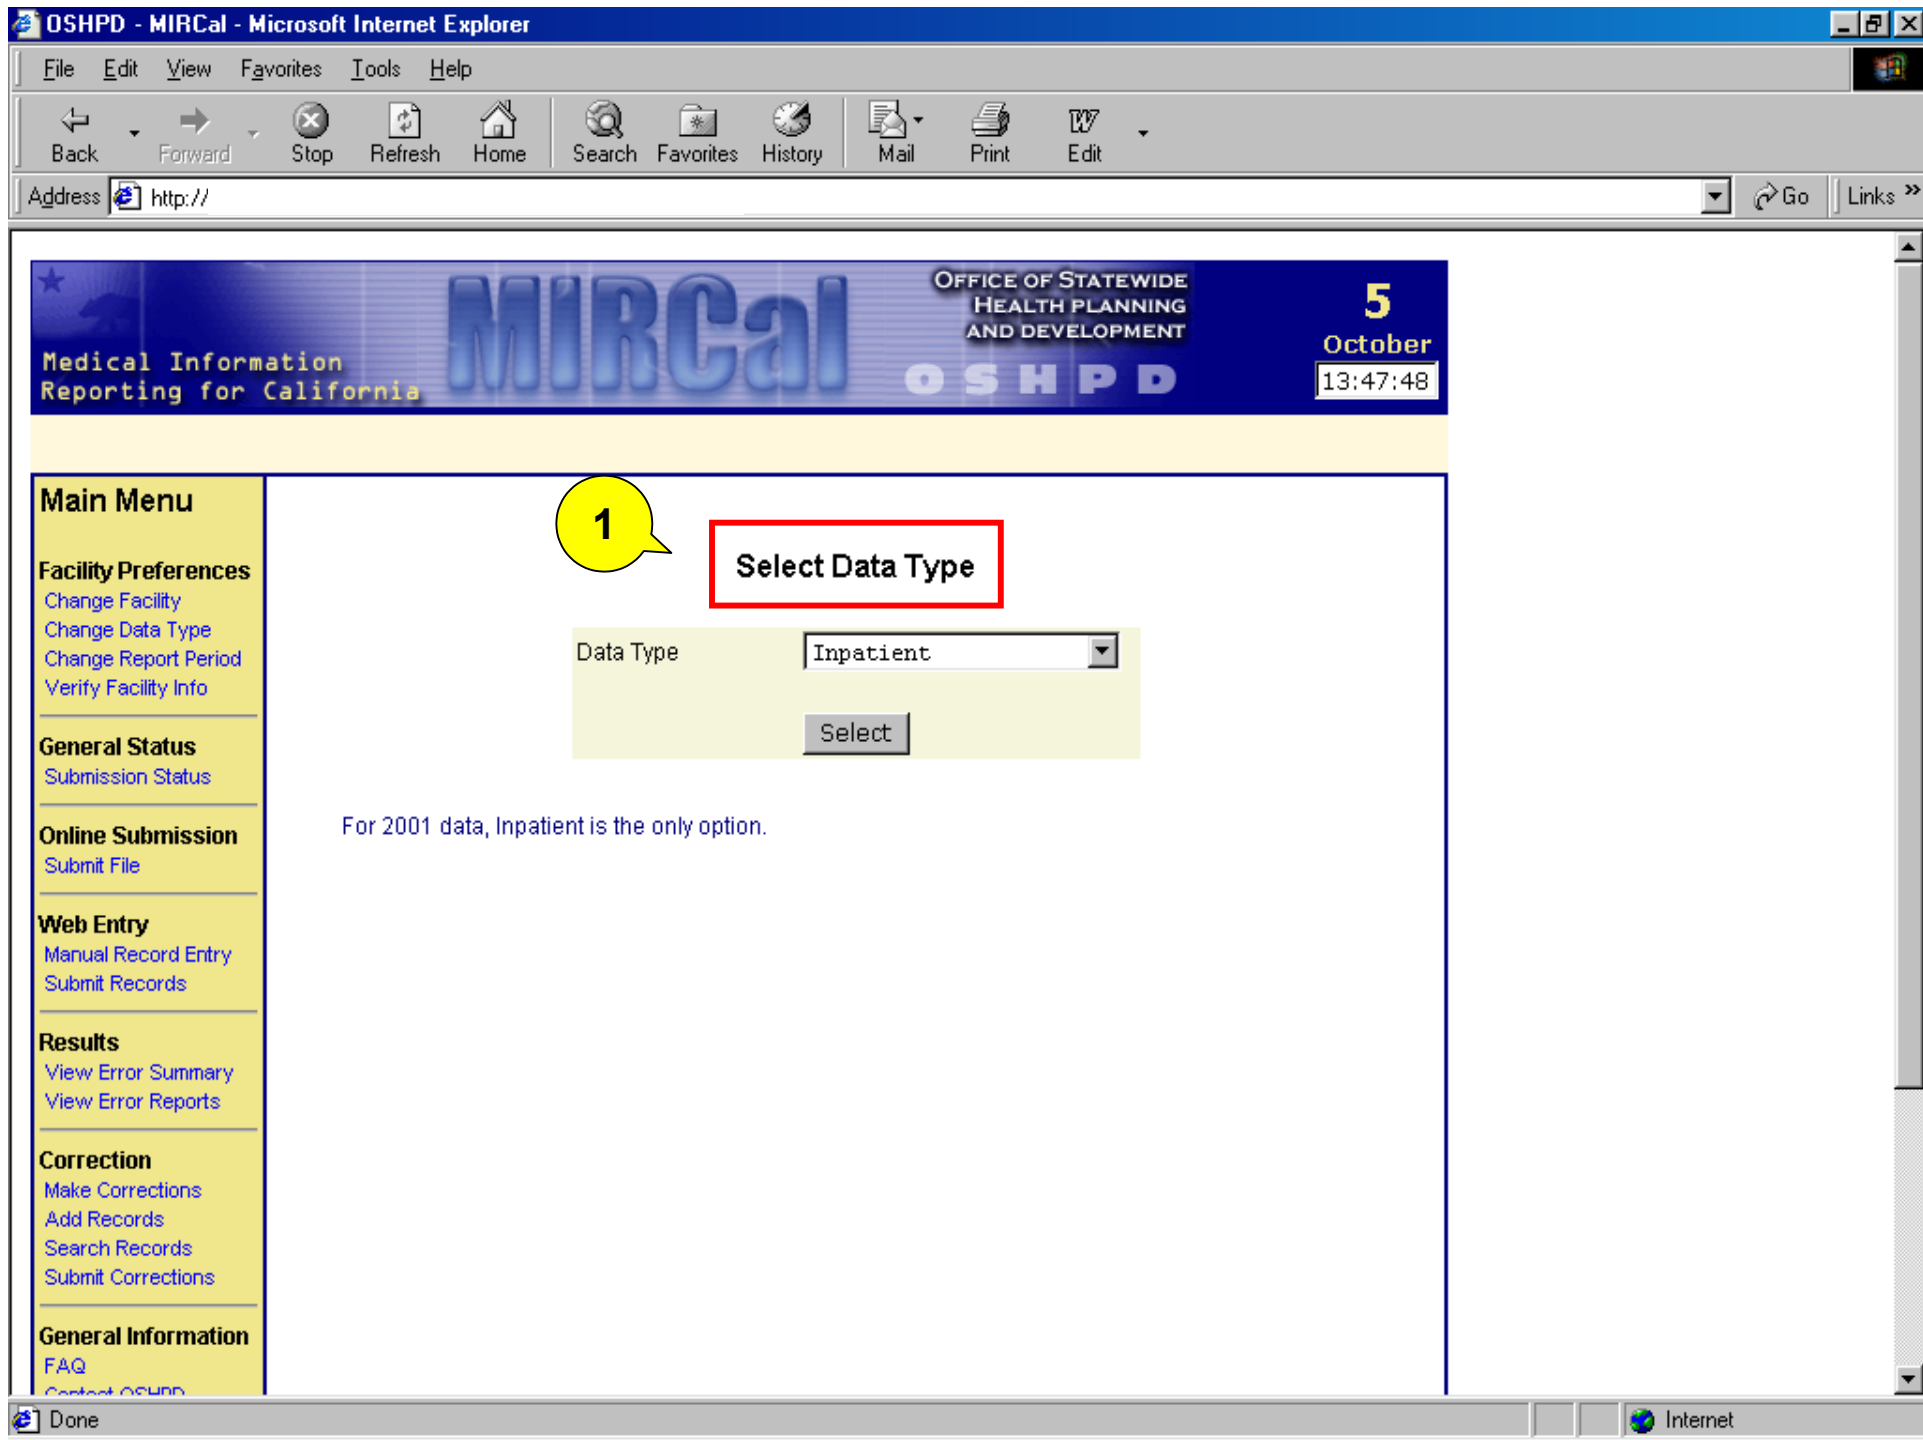 OSHPD - MIRCal - Microsoft Internet Explorer
File Edit View Favorites Tools Help
Back Forward Stop Refresh Home Search Favorites History Mail Print Edit
Address http:// Go Links »
MIRCal
Medical Information
Reporting for California
OFFICE OF STATEWIDE
HEALTH PLANNING
AND DEVELOPMENT
OSHPD
5
October
13:47:48
Main Menu
Facility Preferences
Change Facility
Change Data Type
Change Report Period
Verify Facility Info
General Status
Submission Status
Online Submission
Submit File
Web Entry
Manual Record Entry
Submit Records
Results
View Error Summary
View Error Reports
Correction
Make Corrections
Add Records
Search Records
Submit Corrections
General Information
FAQ
Contact OSHPD
1
Select Data Type
Data Type Inpatient
Select
For 2001 data, Inpatient is the only option.
Done Internet